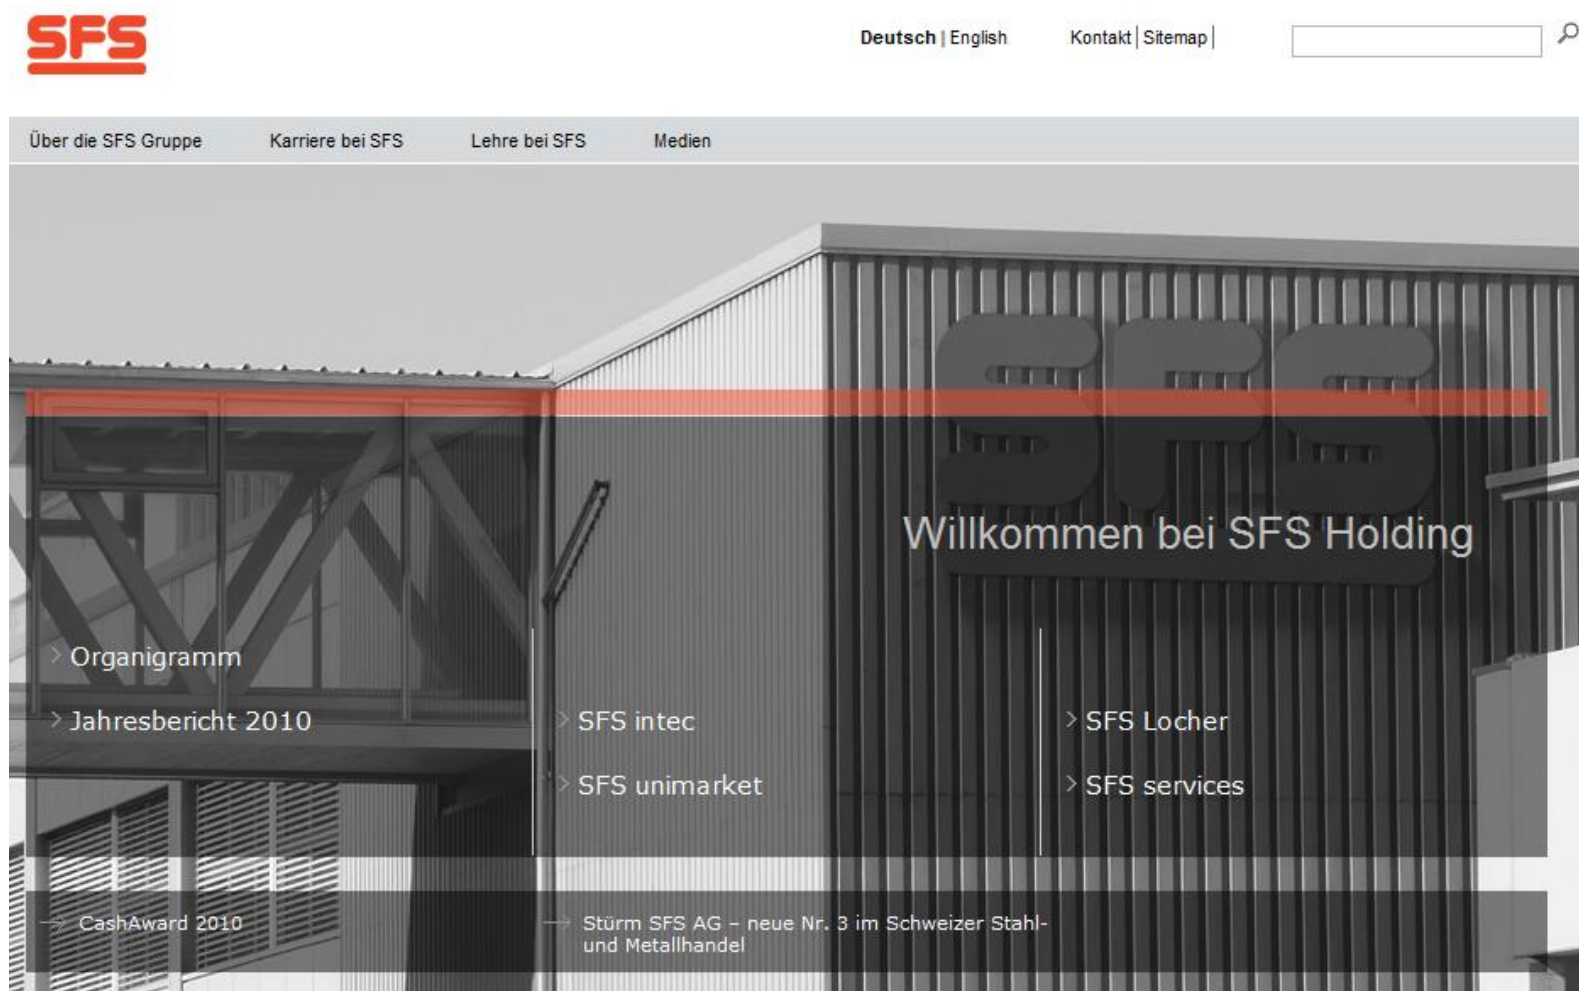 SFS
Deutsch | English
Kontakt | Sitemap |
Über die SFS Gruppe
Karriere bei SFS
Lehre bei SFS
Medien
SFS
Willkommen bei SFS Holding
> Organigramm
> Jahresbericht 2010
> SFS intec
> SFS unimarket
> SFS Locher
> SFS services
→ CashAward 2010
→ Stürm SFS AG – neue Nr. 3 im Schweizer Stahl-
und Metallhandel